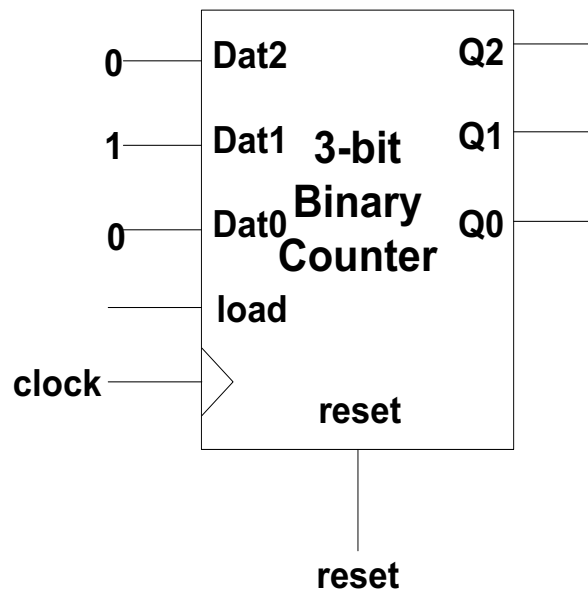 0 Dat2 Q2
1 Dat1 Q1
3-bit
Binary
0 Dat0 Q0
Counter
load
clock
reset
reset